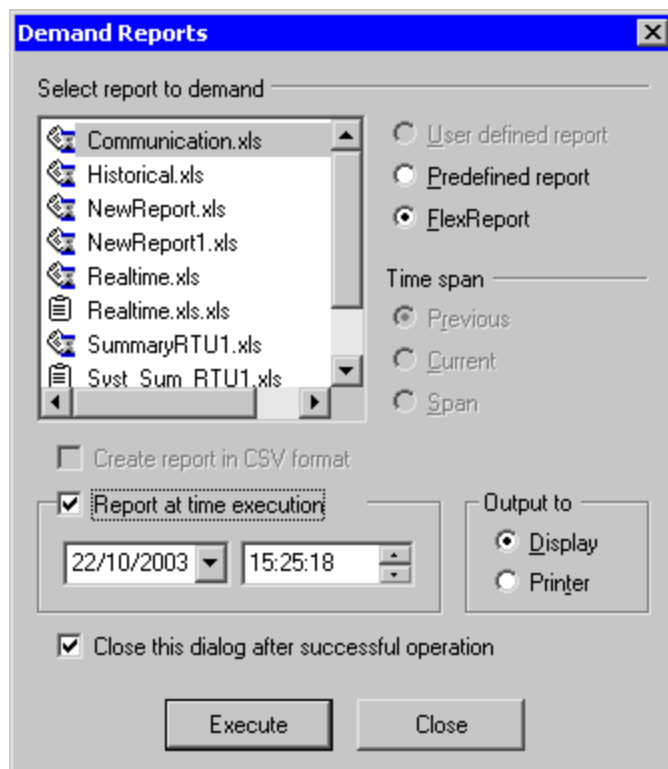 Demand Reports
Select report to demand
Communication.xls
Historical.xls
NewReport.xls
NewReport1.xls
Realtime.xls
Realtime.xls.xls
SummaryRTU1.xls
Syst_Sum_RTU1.xls
User defined report
Predefined report
FlexReport
Time span
Previous
Current
Span
Create report in CSV format
Report at time execution
22/10/2003 15:25:18
Output to
Display
Printer
Close this dialog after successful operation
Execute Close